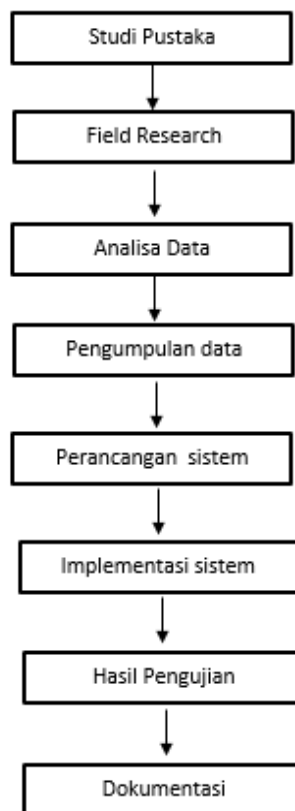 Studi Pustaka
Field Research
Analisa Data
Pengumpulan data
Perancangan sistem
Implementasi sistem
Hasil Pengujian
Dokumentasi